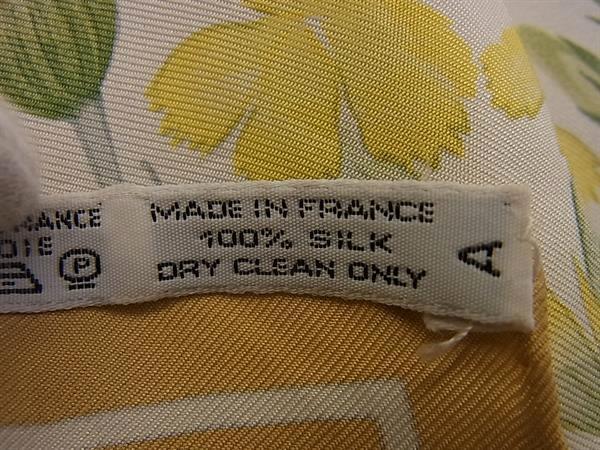 MADE IN FRANCE
100% SILK
DRY CLEAN ONLY
A
P